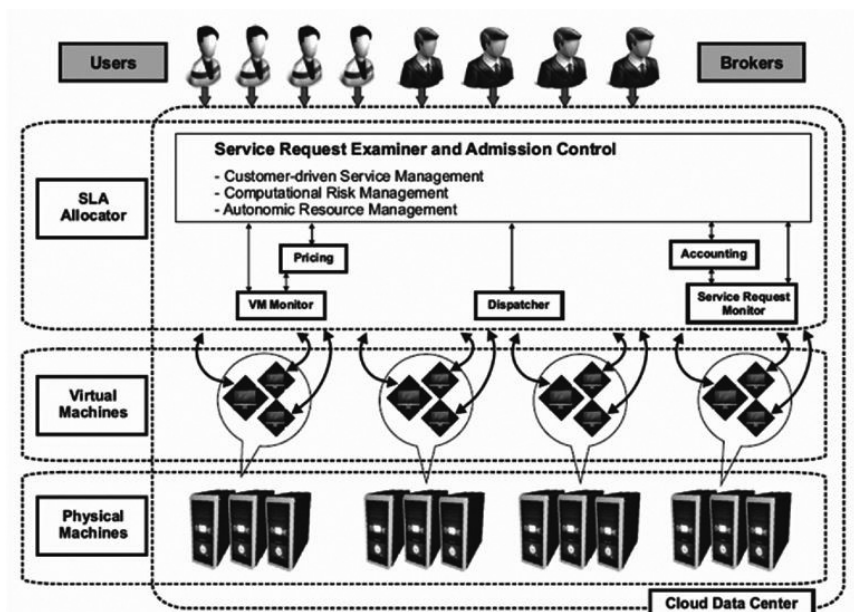 Users
Brokers
Service Request Examiner and Admission Control
- Customer-driven Service Management
- Computational Risk Management
- Autonomic Resource Management
SLA
Allocator
Pricing
Accounting
VM Monitor
Dispatcher
Service Request
Monitor
Virtual
Machines
Physical
Machines
Cloud Data Center